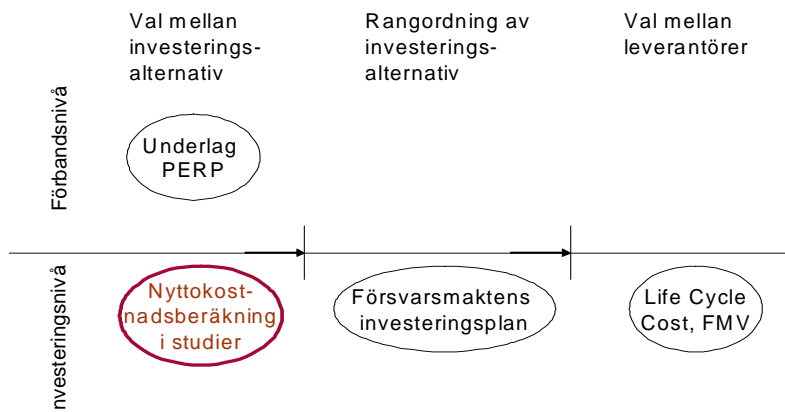 Val mellan
investerings-
alternativ
Rangordning av
investerings-
alternativ
Val mellan
leverantörer
Förbandsnivå
Underlag
PERP
nvesteringsnivå
Nyttokost-
nadsberäkning
i studier
Försvarsmaktens
investeringsplan
Life Cycle
Cost, FMV